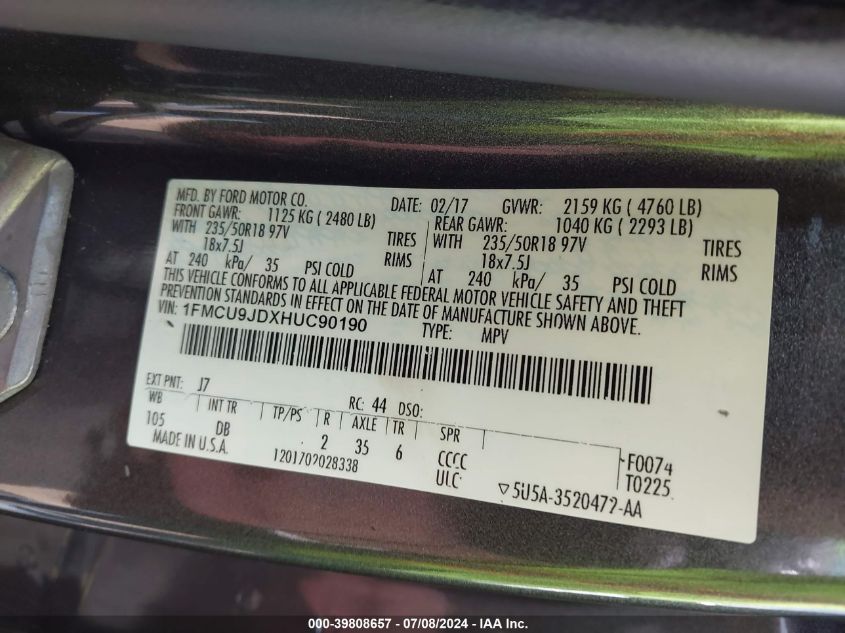 MFD. BY FORD MOTOR CO.
DATE: 02/17 GVWR: 2159 KG ( 4760 LB)
FRONT GAWR: 1125 KG ( 2480 LB)
WITH 235/50R18 97V TIRES
18x7.5J RIMS
AT 240 kPa/ 35 PSI COLD
REAR GAWR: 1040 KG ( 2293 LB)
WITH 235/50R18 97V TIRES
18x7.5J RIMS
AT 240 kPa/ 35 PSI COLD
THIS VEHICLE CONFORMS TO ALL APPLICABLE FEDERAL MOTOR VEHICLE SAFETY AND THEFT
PREVENTION STANDARDS IN EFFECT ON THE DATE OF MANUFACTURE SHOWN ABOVE.
VIN: 1FMCU9JDXHUC90190
TYPE: MPV
EXT PNT: J7 RC: 44 DSO:
WB INT TR TP/PS R AXLE TR SPR
105 DB 2 35 6 CCCC
MADE IN U.S.A. 1201702028338 ULC
F0074
T0225
▽5U5A-3520472-AA
000-39808657 - 07/08/2024 - IAA Inc.